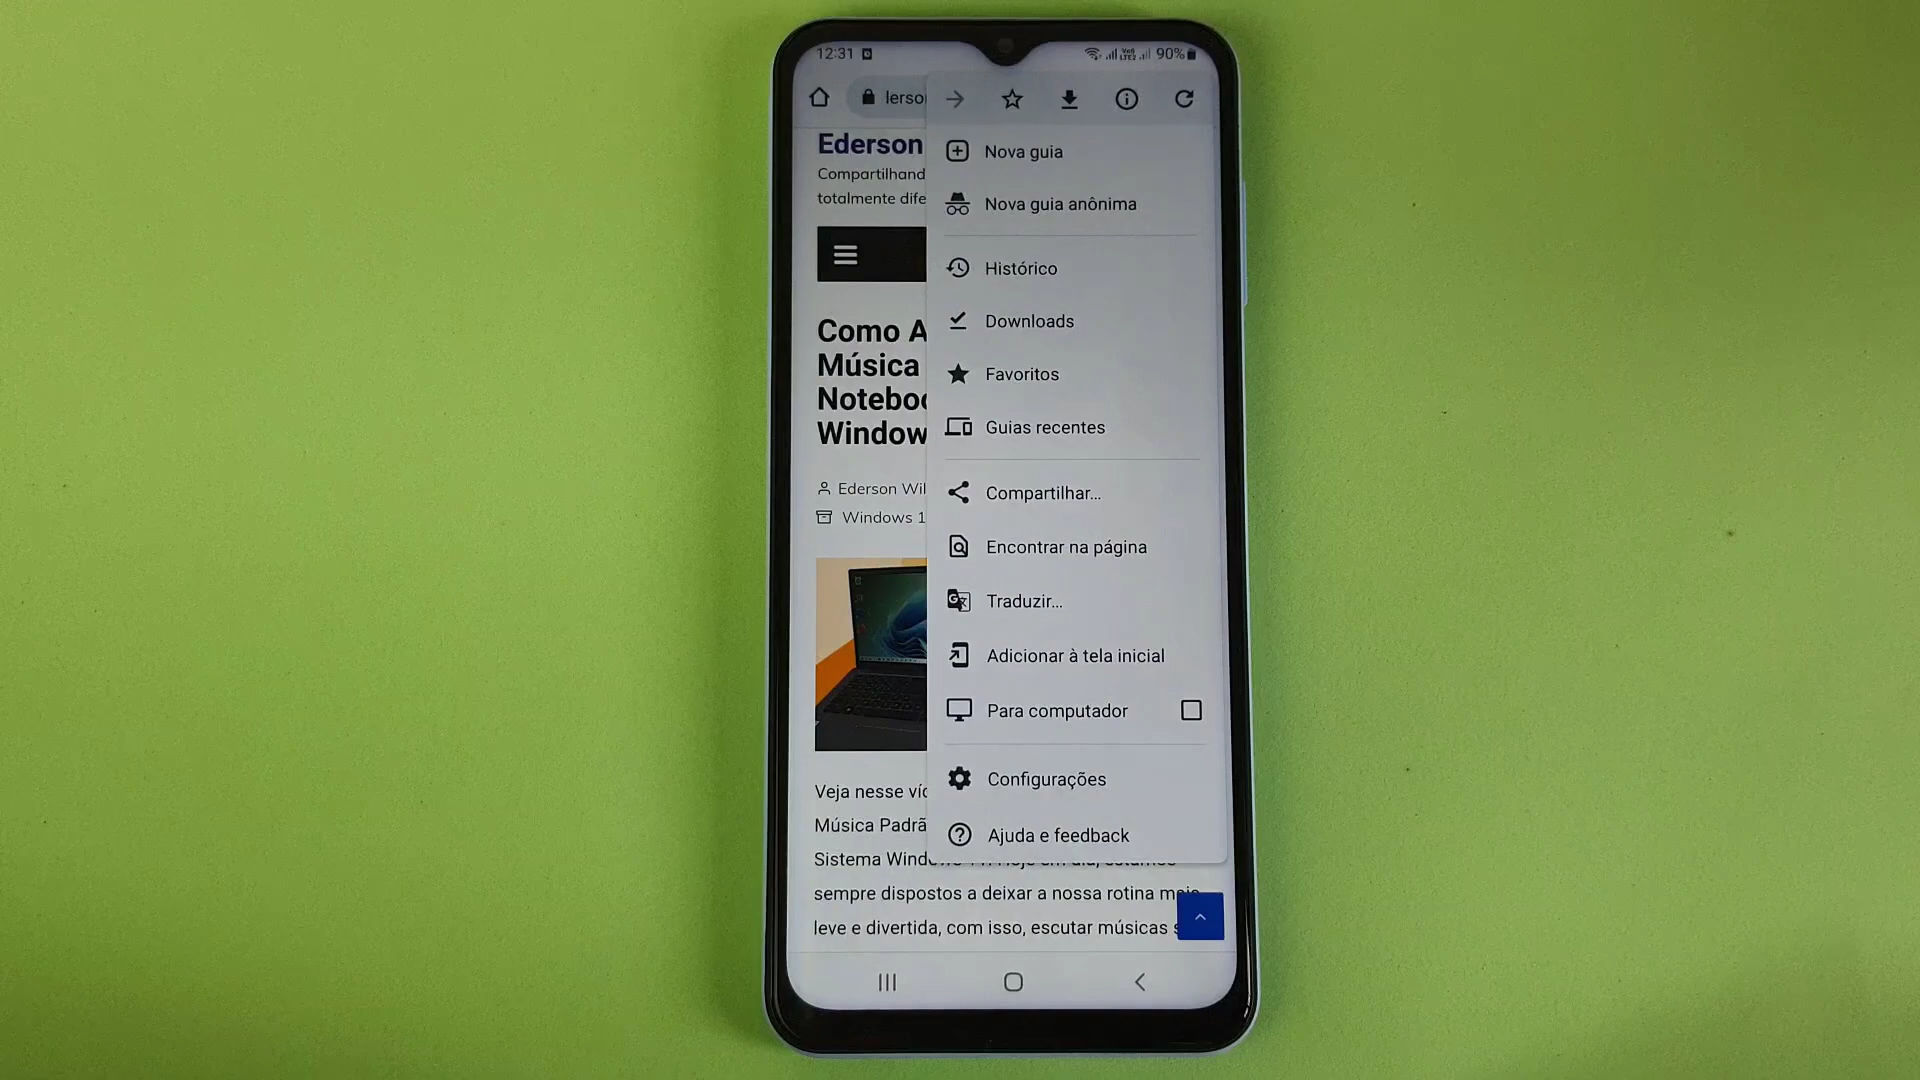 12:31 90%
lerso
Ederson
Compartilhand
totalmente dife
Como A
Música
Noteboo
Window
Ederson Wil
Windows 1
Nova guia
Nova guia anônima
Histórico
Downloads
Favoritos
Guias recentes
Compartilhar...
Encontrar na página
Traduzir...
Adicionar à tela inicial
Para computador
Configurações
Ajuda e feedback
Veja nesse víd
Música Padrã
Sistema Windows
sempre dispostos a deixar a nossa rotina mais
leve e divertida, com isso, escutar músicas s